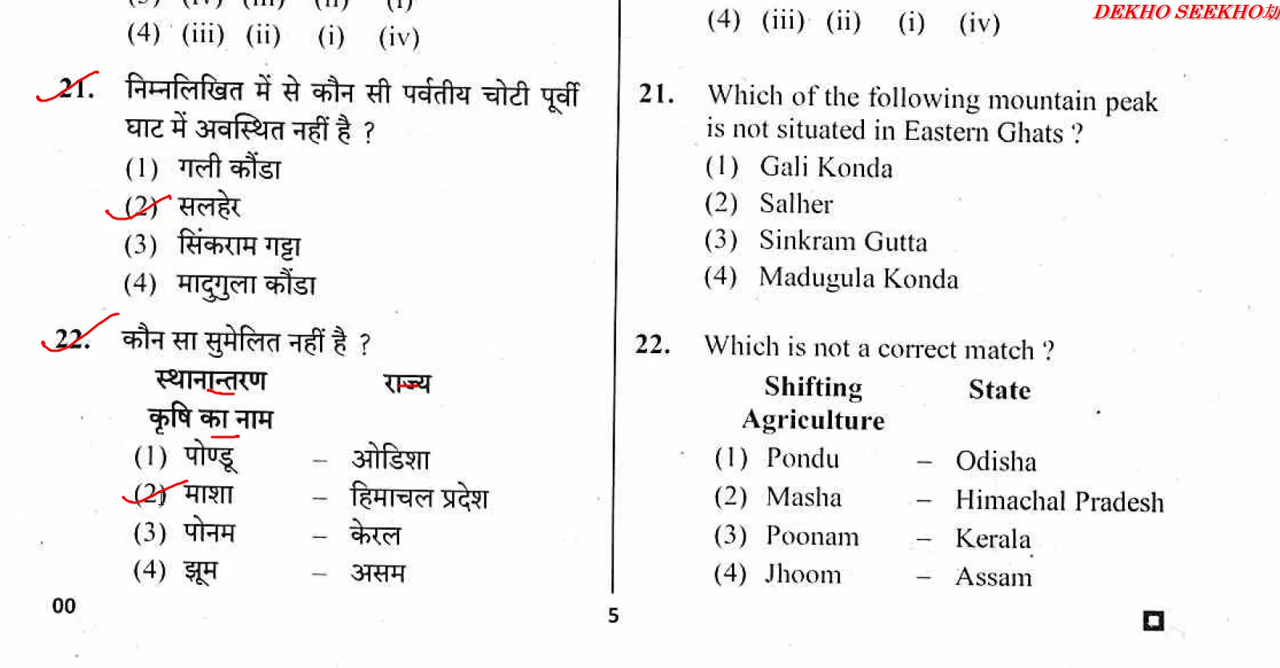 (4) (iii) (ii) (i) (iv)
21. निम्नलिखित में से कौन सी पर्वतीय चोटी पूर्वी
घाट में अवस्थित नहीं है ?
(1) गली कौंडा
(2) सलहेर
(3) सिंकराम गट्टा
(4) मादुगुला कौंडा
22. कौन सा सुमेलित नहीं है ?
स्थानान्तरण राज्य
कृषि का नाम
(1) पोण्डू – ओडिशा
(2) माशा – हिमाचल प्रदेश
(3) पोनम – केरल
(4) झूम – असम
00
5
DEKHO SEEKHO
(4) (iii) (ii) (i) (iv)
21. Which of the following mountain peak
is not situated in Eastern Ghats ?
(1) Gali Konda
(2) Salher
(3) Sinkram Gutta
(4) Madugula Konda
22. Which is not a correct match ?
Shifting State
Agriculture
(1) Pondu – Odisha
(2) Masha – Himachal Pradesh
(3) Poonam – Kerala
(4) Jhoom – Assam